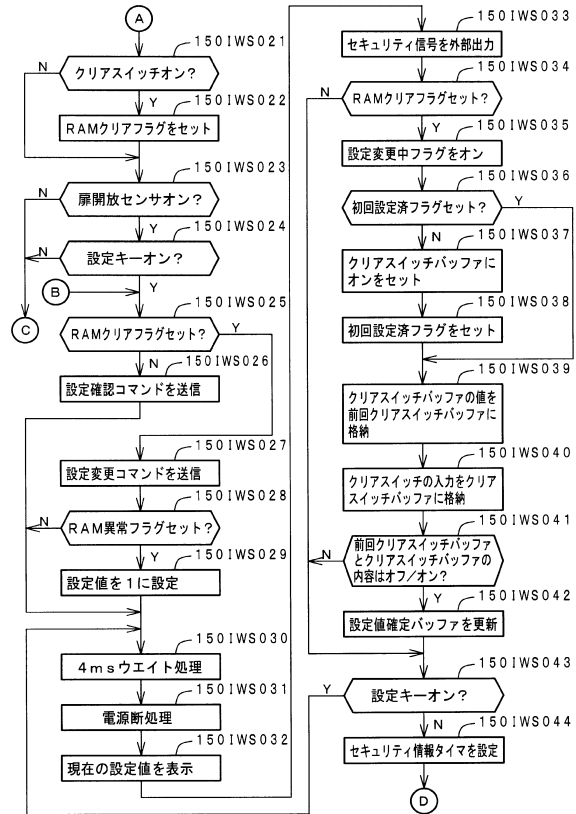 A
150IWS021
クリアスイッチオン?
N
Y
150IWS022
RAMクリアフラグをセット
150IWS023
扉開放センサオン?
N
Y
150IWS024
設定キーオン?
N
Y
B
C
150IWS025
RAMクリアフラグセット?
Y
N
150IWS026
設定確認コマンドを送信
150IWS027
設定変更コマンドを送信
150IWS028
RAM異常フラグセット?
N
Y
150IWS029
設定値を1に設定
150IWS030
4msウエイト処理
150IWS031
電源断処理
150IWS032
現在の設定値を表示
150IWS033
セキュリティ信号を外部出力
150IWS034
RAMクリアフラグセット?
N
Y
150IWS035
設定変更中フラグをオン
150IWS036
初回設定済フラグセット?
Y
N
150IWS037
クリアスイッチバッファに
オンをセット
150IWS038
初回設定済フラグをセット
150IWS039
クリアスイッチバッファの値を
前回クリアスイッチバッファに
格納
150IWS040
クリアスイッチの入力をクリア
スイッチバッファに格納
150IWS041
前回クリアスイッチバッファ
とクリアスイッチバッファの
内容はオフ/オン?
N
Y
150IWS042
設定値確定バッファを更新
150IWS043
設定キーオン?
Y
N
150IWS044
セキュリティ情報タイマを設定
D